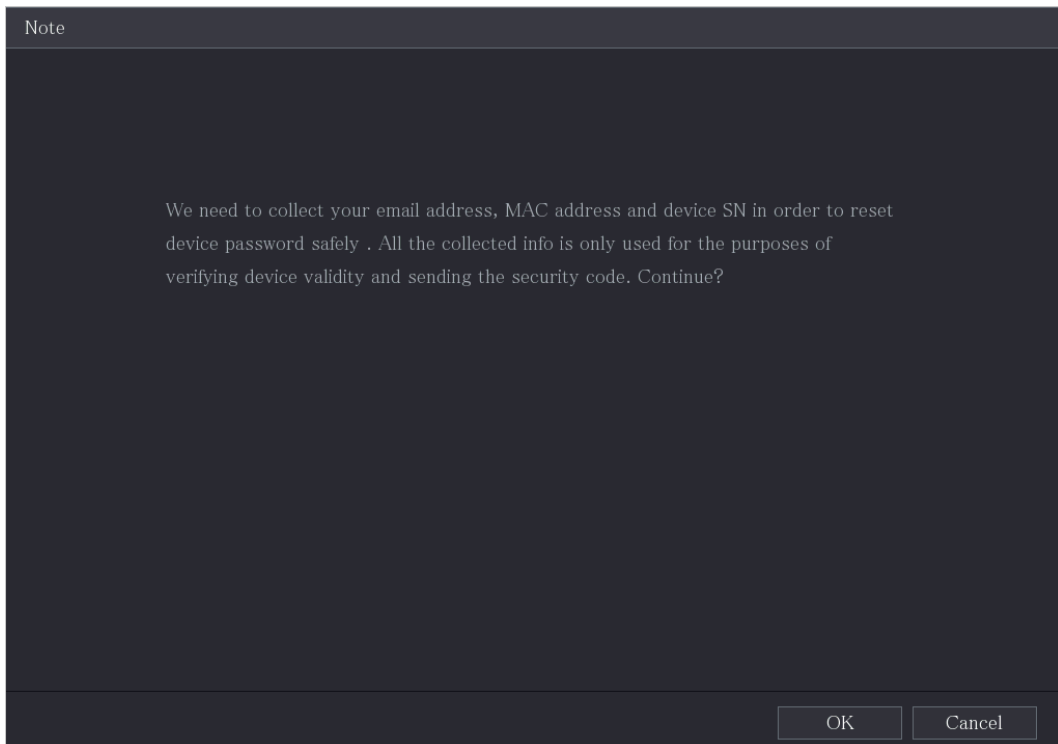 Note
We need to collect your email address, MAC address and device SN in order to reset
device password safely . All the collected info is only used for the purposes of
verifying device validity and sending the security code. Continue?
OK
Cancel